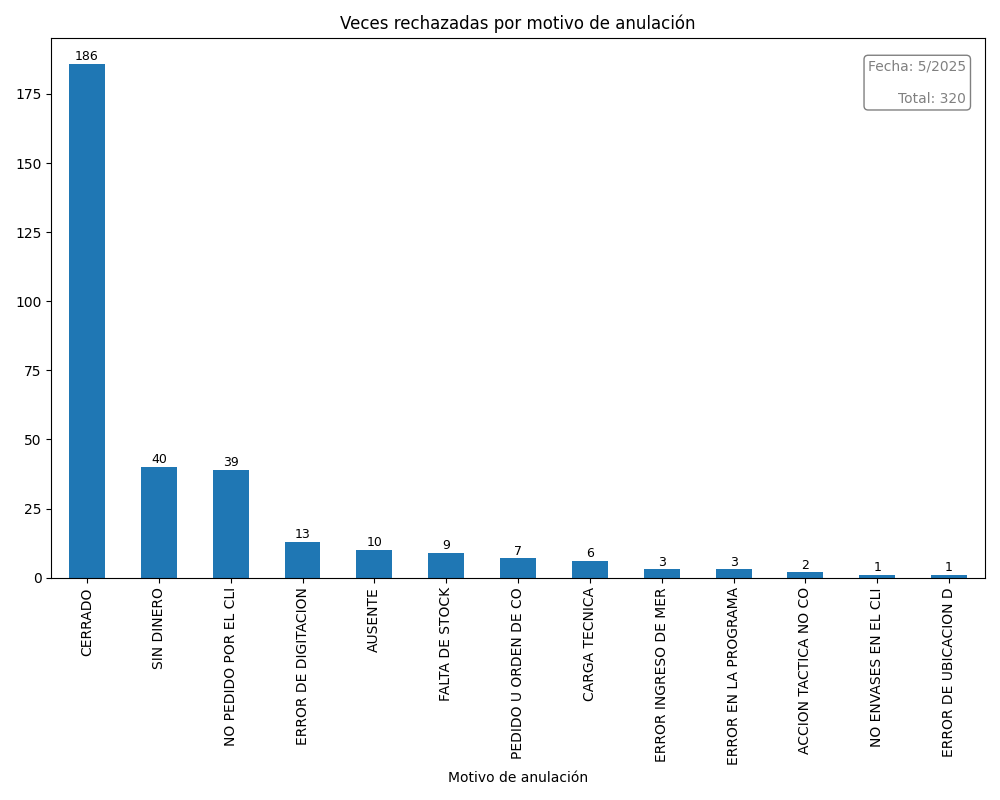 Veces rechazadas por motivo de anulación
Fecha: 5/2025
Total: 320
175
150
125
100
75
50
25
0
186
40
39
13
10
9
7
6
3
3
2
1
1
CERRADO
SIN DINERO
NO PEDIDO POR EL CLI
ERROR DE DIGITACION
AUSENTE
FALTA DE STOCK
PEDIDO U ORDEN DE CO
CARGA TECNICA
ERROR INGRESO DE MER
ERROR EN LA PROGRAMA
ACCION TACTICA NO CO
NO ENVASES EN EL CLI
ERROR DE UBICACION D
Motivo de anulación